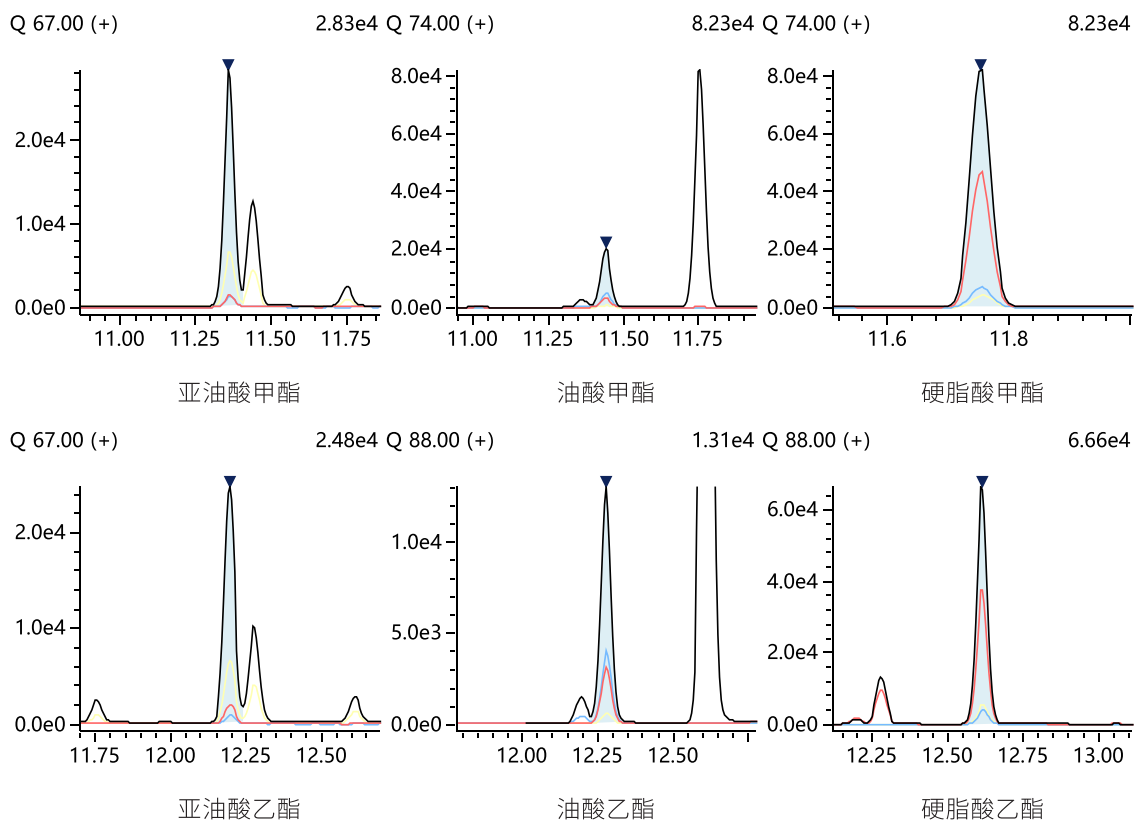 Q 67.00 (+) 2.83e4 Q 74.00 (+) 8.23e4 Q 74.00 (+) 8.23e4
8.0e4 8.0e4
2.0e4 6.0e4 6.0e4
4.0e4 4.0e4
1.0e4 2.0e4 2.0e4
0.0e0 0.0e0 0.0e0
11.00 11.25 11.50 11.75 11.00 11.25 11.50 11.75 11.6 11.8
亚油酸甲酯 油酸甲酯 硬脂酸甲酯
Q 67.00 (+) 2.48e4 Q 88.00 (+) 1.31e4 Q 88.00 (+) 6.66e4
2.0e4 1.0e4 6.0e4
4.0e4
1.0e4 5.0e3 2.0e4
0.0e0 0.0e0 0.0e0
11.75 12.00 12.25 12.50 12.00 12.25 12.50 12.25 12.50 12.75 13.00
亚油酸乙酯 油酸乙酯 硬脂酸乙酯